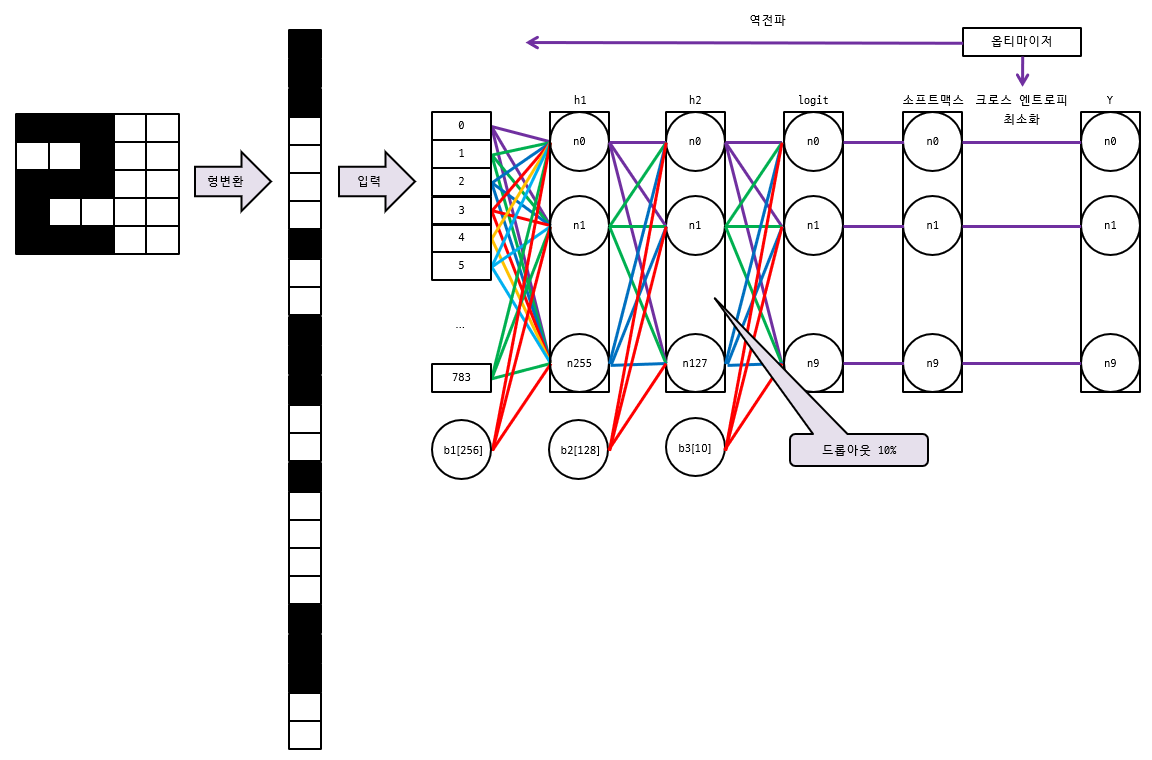 역전파
옵티마이저
h1
h2
logit
소프트맥스
크로스 엔트로피
최소화
Y
형변환
입력
0
1
2
3
4
5
...
783
n0
n1
n255
n0
n1
n127
n0
n1
n9
n0
n1
n9
n0
n1
n9
b1[256]
b2[128]
b3[10]
드롭아웃 10%